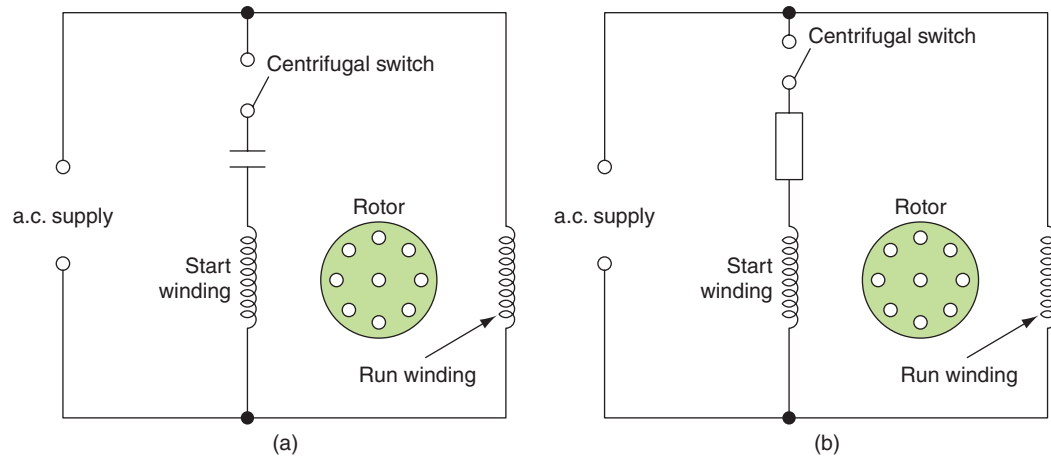 Centrifugal switch
a.c. supply
Rotor
Start
winding
Run winding
(a)
Centrifugal switch
a.c. supply
Rotor
Start
winding
Run winding
(b)